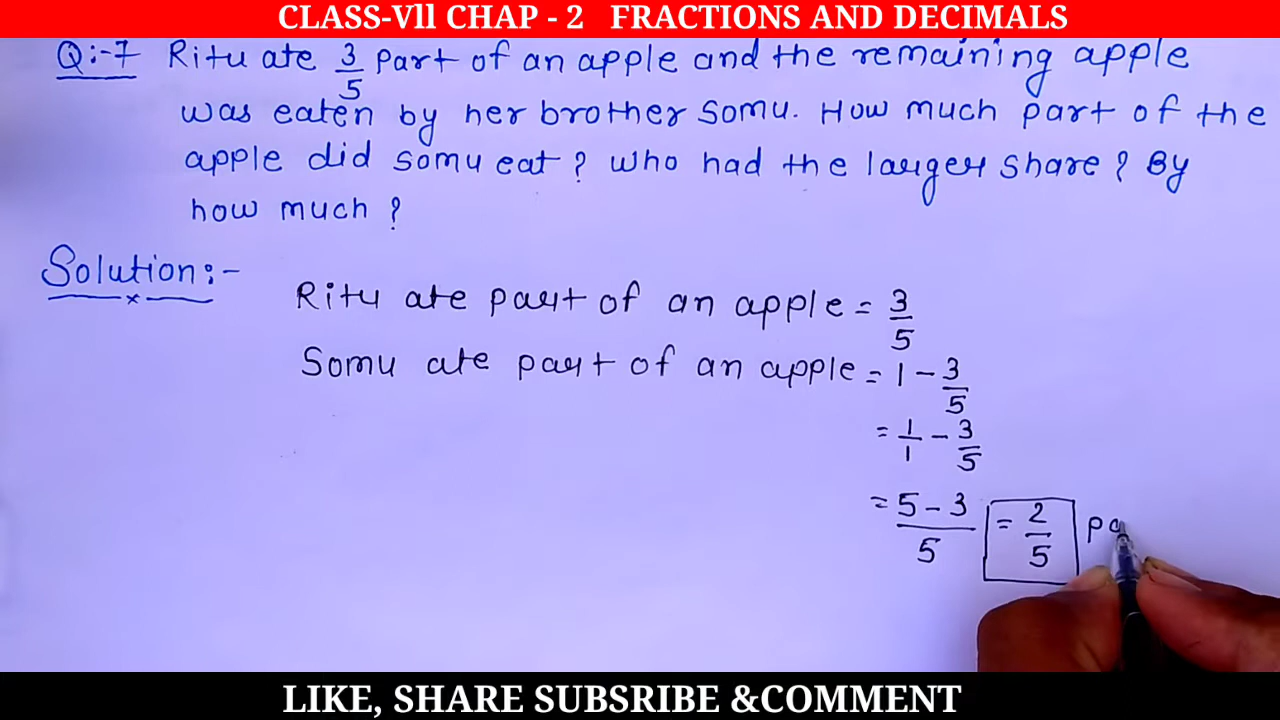 CLASS-Vll CHAP - 2 FRACTIONS AND DECIMALS
Q:-7 Ritu ate 3/5 part of an apple and the remaining apple
was eaten by her brother Somu. How much part of the
apple did somu eat? Who had the larger share? By
how much?
Solution:-
Ritu ate part of an apple = 3/5
Somu ate part of an apple = 1 - 3/5
= 1/1 - 3/5
= 5 - 3/5 = 2/5 pa
LIKE, SHARE SUBSRIBE &COMMENT